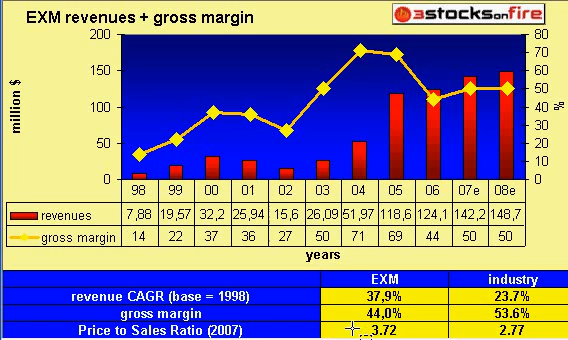 EXM revenues + gross margin
3stocksonfire
200 80
150 70
100 60
50 50
0 40
30
20
10
0
million $
%
98 99 00 01 02 03 04 05 06 07e 08e
revenues 7,88 19,57 32,2 25,94 15,6 26,09 51,97 118,6 124,1 142,2 148,7
gross margin 14 22 37 36 27 50 71 69 44 50 50
years
EXM industry
revenue CAGR (base = 1998) 37,9% 23.7%
gross margin 44,0% 53.6%
Price to Sales Ratio (2007) 3.72 2.77